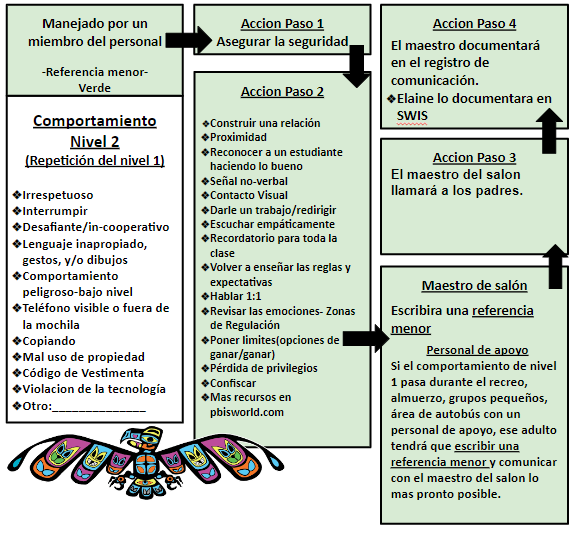 Manejado por un
miembro del personal
-Referencia menor-
Verde
Comportamiento
Nivel 2
(Repetición del nivel 1)
❖Irrespetuoso
❖Interrumpir
❖Desafiante/in-cooperativo
❖Lenguaje inapropiado,
gestos, y/o dibujos
❖Comportamiento
peligroso-bajo nivel
❖Teléfono visible o fuera de
la mochila
❖Copiando
❖Mal uso de propiedad
❖Código de Vestimenta
❖Violacion de la tecnología
❖Otro:______________
Accion Paso 1
Asegurar la seguridad
Accion Paso 2
❖Construir una relación
❖Proximidad
❖Reconocer a un estudiante
haciendo lo bueno
❖Señal no-verbal
❖Contacto Visual
❖Darle un trabajo/redirigir
❖Escuchar empáticamente
❖Recordatorio para toda la
clase
❖Volver a enseñar las reglas y
expectativas
❖Hablar 1:1
❖Revisar las emociones- Zonas
de Regulación
❖Poner limites(opciones de
ganar/ganar)
❖Pérdida de privilegios
❖Confiscar
❖Mas recursos en
pbisworld.com
Maestro de salón
Escribira una referencia
menor
Personal de apoyo
Si el comportamiento de nivel
1 pasa durante el recreo,
almuerzo, grupos pequeños,
área de autobús con un
personal de apoyo, ese adulto
tendrá que escribir una
referencia menor y comunicar
con el maestro del salon lo
mas pronto posible.
Accion Paso 3
El maestro del salon
llamará a los padres.
Accion Paso 4
El maestro documentará
en el registro de
comunicación.
❖Elaine lo documentara en
SWIS